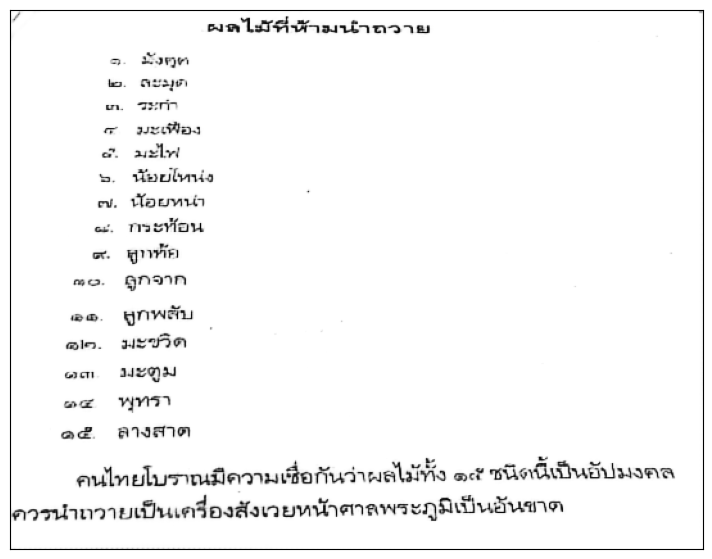 ผลไม้ที่ห้ามนำถวาย
๑. มังคุด
๒. ละมุด
๓. ระกำ
๔ มะเฟือง
๕. มะไฟ
๖. น้อยโหน่ง
๗. น้อยหน่า
๘. กระท้อน
๙. ลูกท้อ
๑๐. ลูกจาก
๑๑. ลูกพลับ
๑๒. มะขวิด
๑๓ มะตูม
๑๔ พุทรา
๑๕. ลางสาด
คนไทยโบราณมีความเชื่อกันว่าผลไม้ทั้ง ๑๕ ชนิดนี้เป็นอัปมงคล
ควรนำถวายเป็นเครื่องสังเวยหน้าศาลพระภูมิเป็นอันขาด